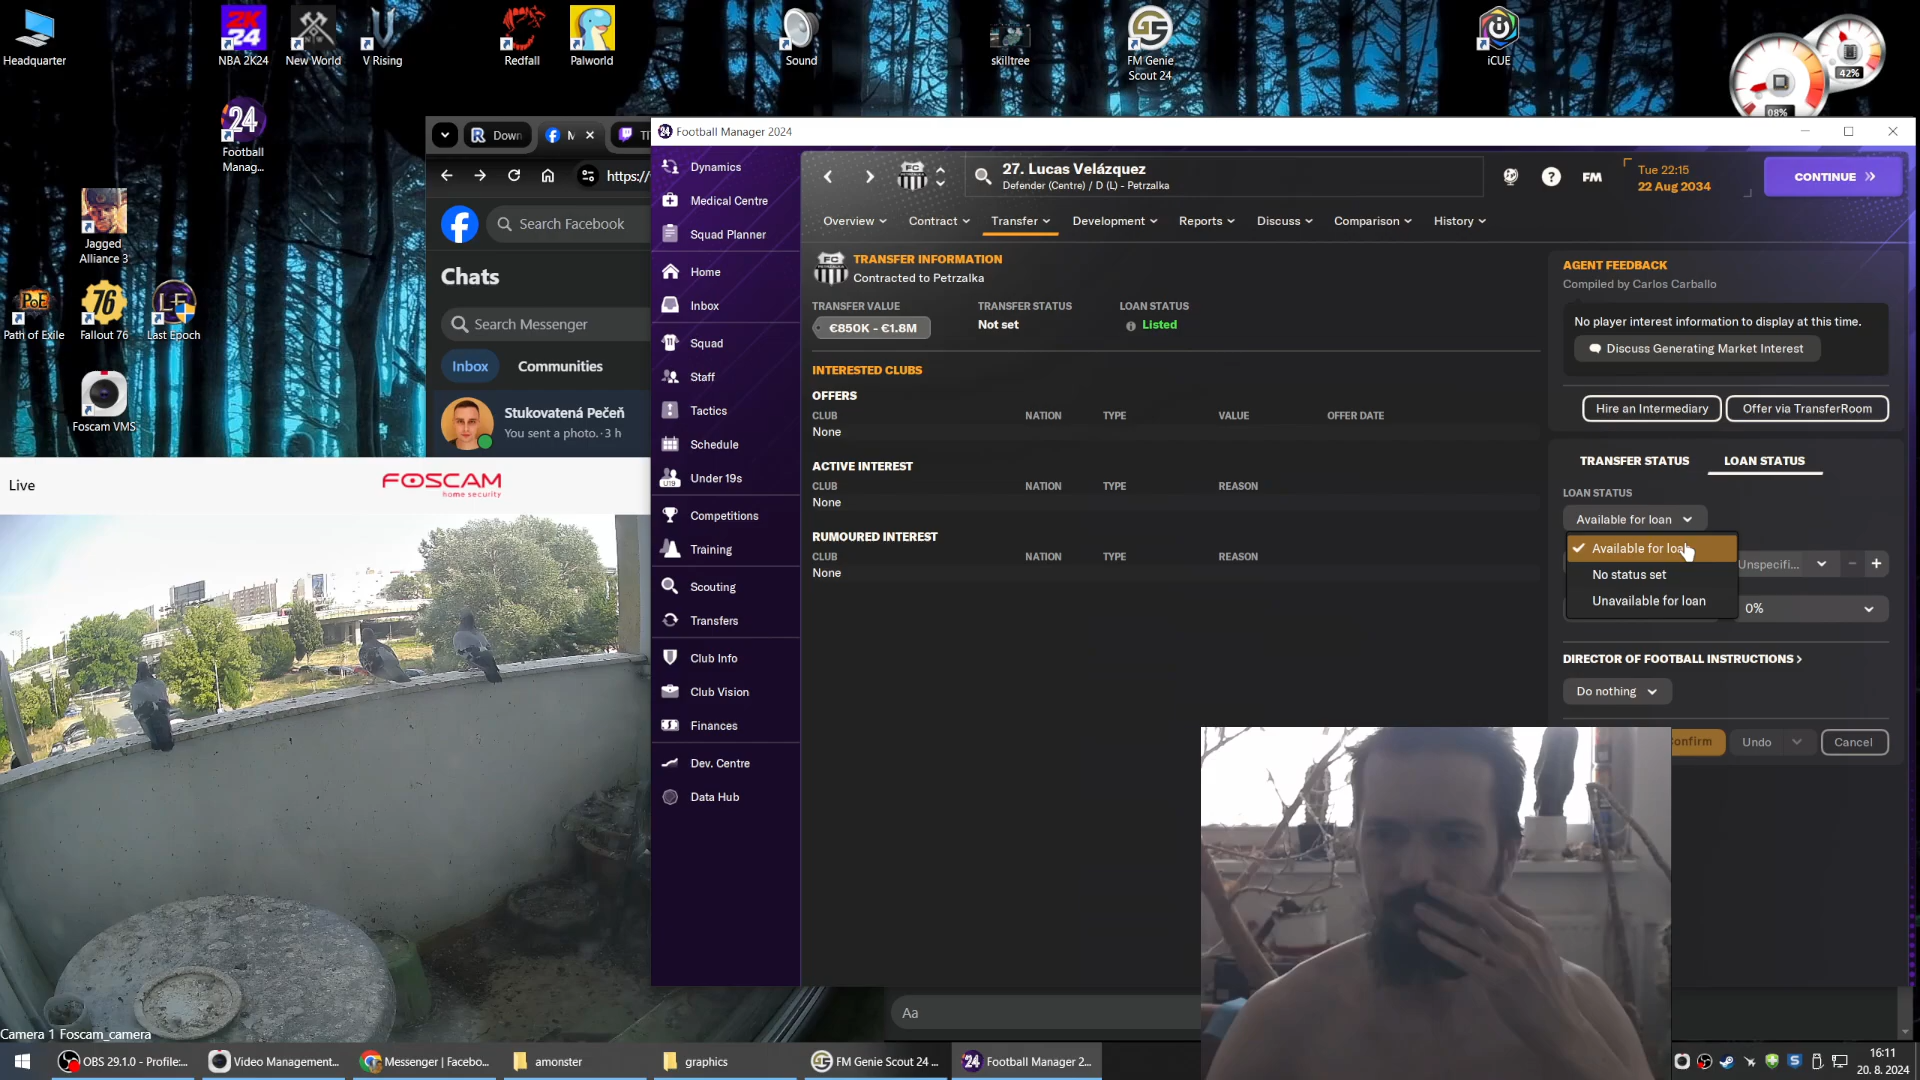 Headquarter
NBA 2K24
New World
V Rising
Redfall
Palworld
Sound
skilltree
FM Genie
Scout 24
iCUE
42%
08%
24
Football
Manag...
Jagged
Alliance 3
Path of Exile
Fallout 76
Last Epoch
Foscam VMS
Down
https://
Search Facebook
Chats
Search Messenger
Inbox
Communities
Stukovatená Pečeň
You sent a photo. · 3 h
Live
FOSCAM
home security
Camera 1 Foscam_camera
Football Manager 2024
Dynamics
Medical Centre
Squad Planner
Home
Inbox
Squad
Staff
Tactics
Schedule
Under 19s
Competitions
Training
Scouting
Transfers
Club Info
Club Vision
Finances
Dev. Centre
Data Hub
27. Lucas Velázquez
Defender (Centre) / D (L) - Petrzalka
FM
Tue 22:15
22 Aug 2034
CONTINUE
Overview
Contract
Transfer
Development
Reports
Discuss
Comparison
History
TRANSFER INFORMATION
Contracted to Petrzalka
TRANSFER VALUE TRANSFER STATUS LOAN STATUS
€850K - €1.8M Not set Listed
INTERESTED CLUBS
OFFERS
CLUB NATION TYPE VALUE OFFER DATE
None
ACTIVE INTEREST
CLUB NATION TYPE REASON
None
RUMOURED INTEREST
CLUB NATION TYPE REASON
None
AGENT FEEDBACK
Compiled by Carlos Carballo
No player interest information to display at this time.
Discuss Generating Market Interest
Hire an Intermediary
Offer via TransferRoom
TRANSFER STATUS LOAN STATUS
LOAN STATUS
Available for loan
Available for loan
No status set
Unavailable for loan
Unspecifi...
0%
DIRECTOR OF FOOTBALL INSTRUCTIONS >
Do nothing
Confirm
Undo
Cancel
Aa
OBS 29.1.0 - Profile:...
Video Management...
Messenger | Facebo...
amonster
graphics
FM Genie Scout 24 ...
Football Manager 2...
16:11
20. 8. 2024